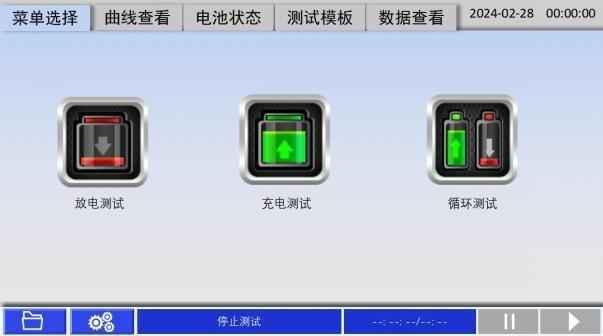 菜单选择 曲线查看 电池状态 测试模板 数据查看 2024-02-28 00:00:00
放电测试 充电测试 循环测试
停止测试 --: --: --/--: --